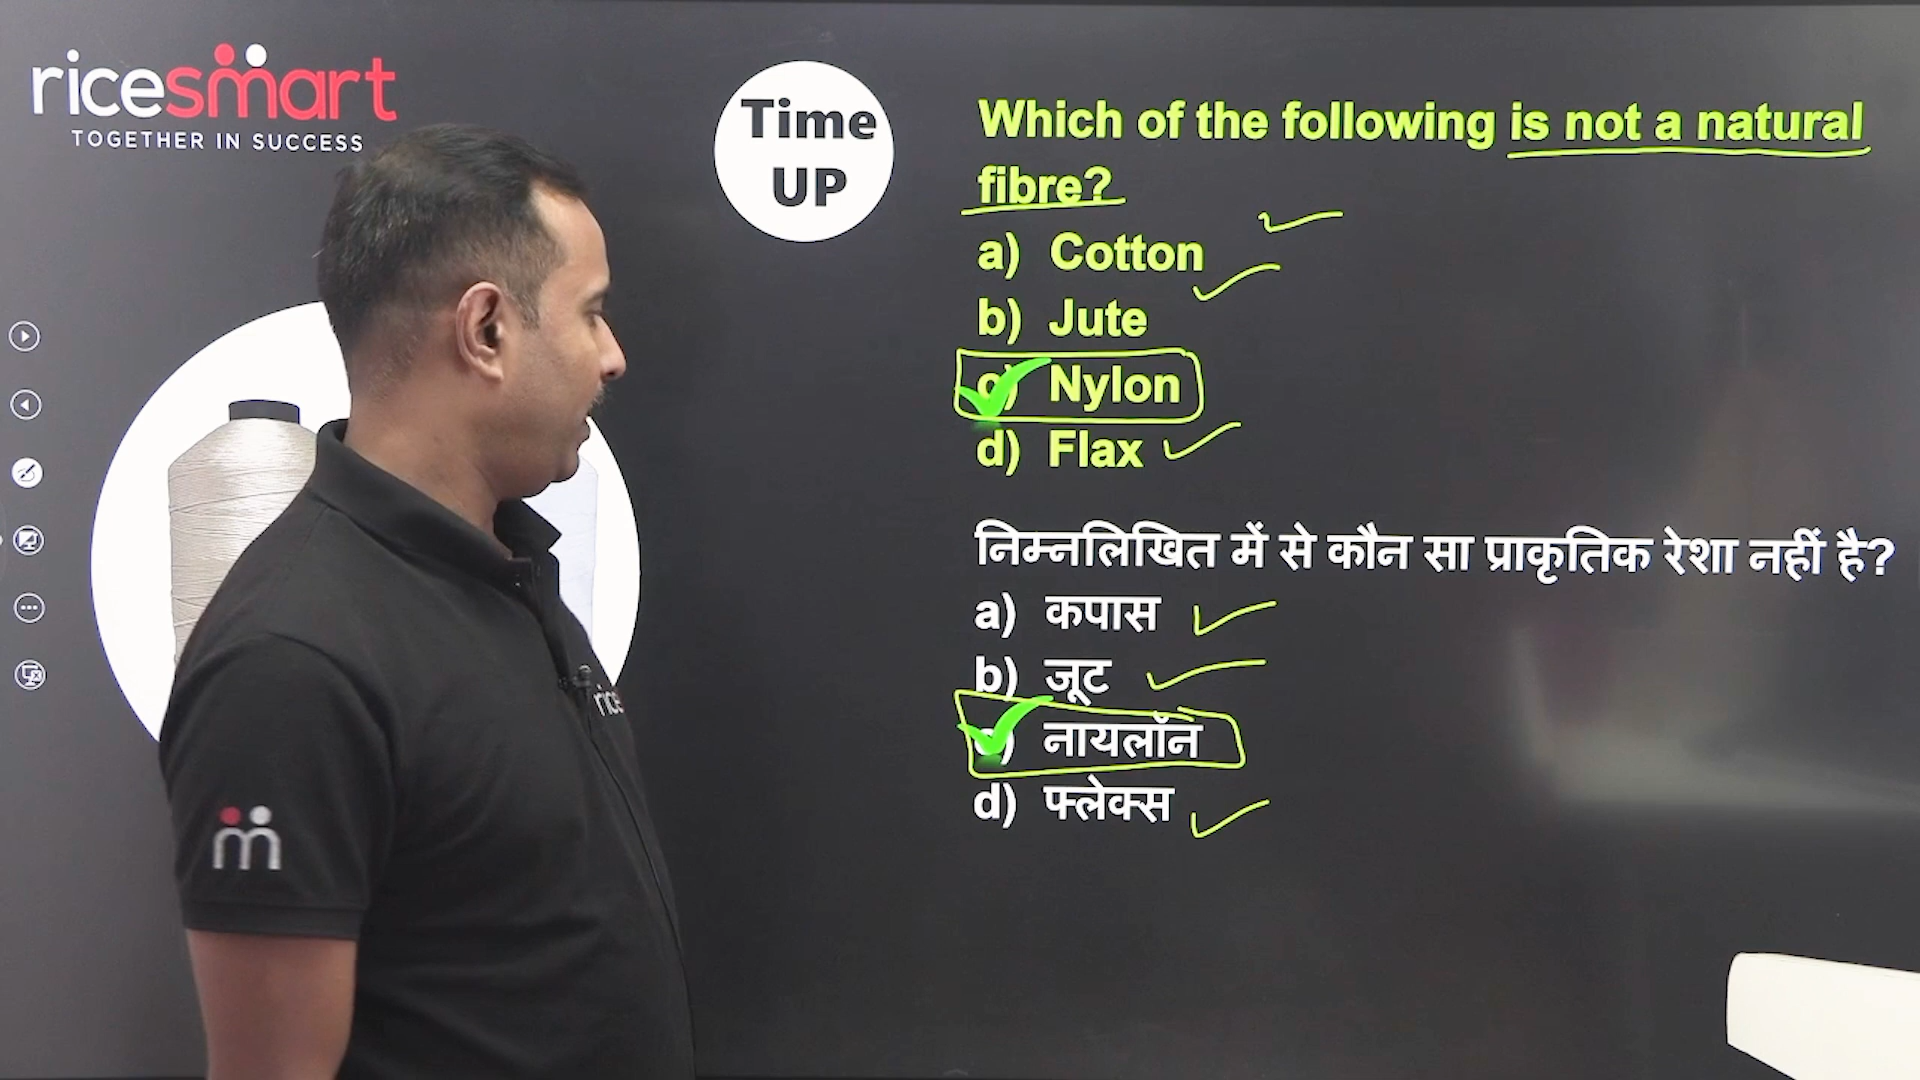 ricesmart
TOGETHER IN SUCCESS
Time
UP
Which of the following is not a natural
fibre?
a) Cotton
b) Jute
c) Nylon
d) Flax
निम्नलिखित में से कौन सा प्राकृतिक रेशा नहीं है?
a) कपास
b) जूट
c) नायलॉन
d) फ्लेक्स
rice